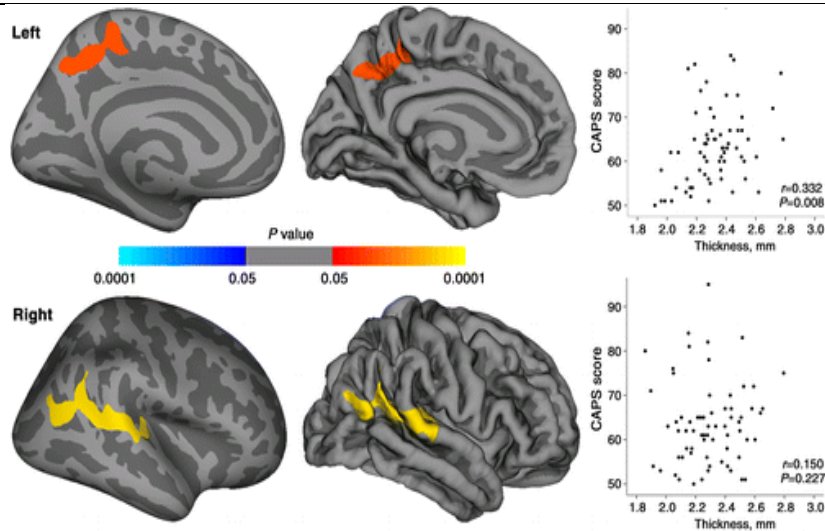 Left
CAPS score
90
80
70
60
50
r=0.332
P=0.008
1.8 2.0 2.2 2.4 2.6 2.8 3.0
Thickness, mm
P value
0.0001 0.05 0.05 0.0001
Right
CAPS score
90
80
70
60
50
r=0.150
P=0.227
1.8 2.0 2.2 2.4 2.6 2.8 3.0
Thickness, mm